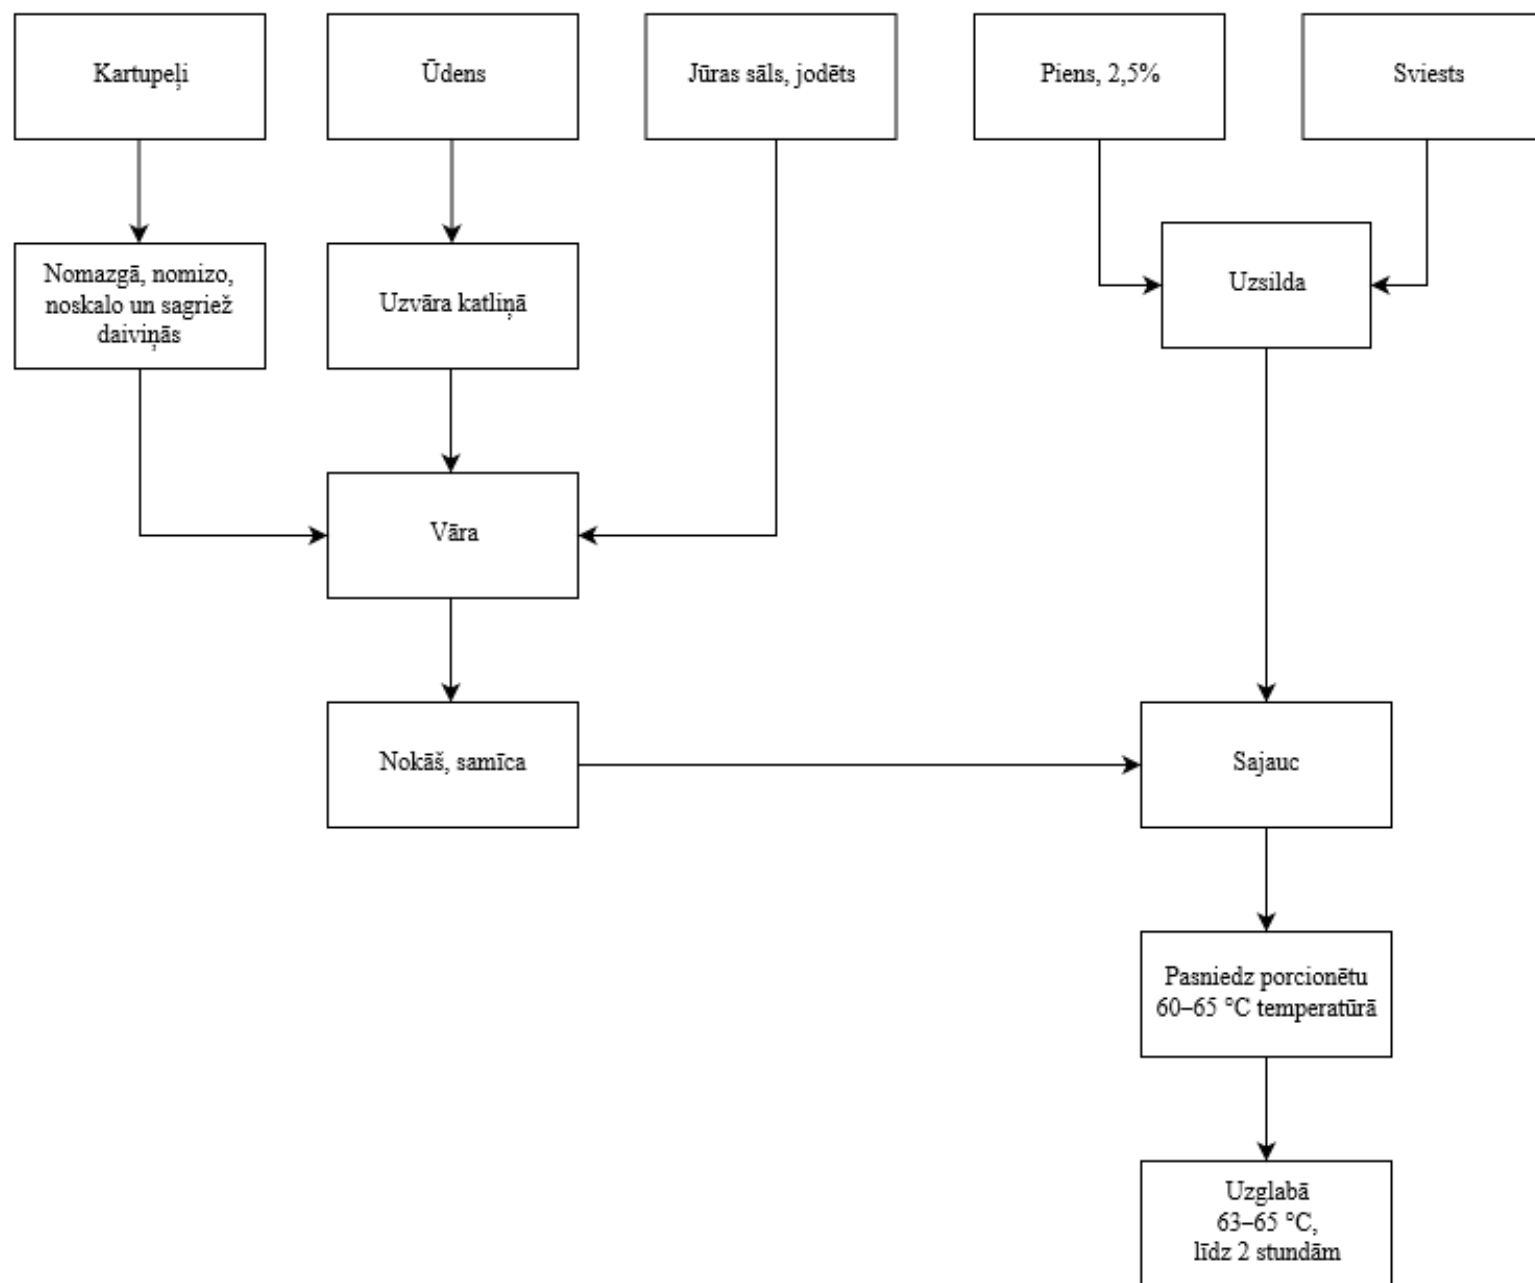 Kartupeļi
Ūdens
Jūras sāls, jodēts
Piens, 2,5%
Sviests
Nomazgā, nomizo,
noskalo un sagriež
daiviņās
Uzvāra katliņā
Uzsilda
Vāra
Nokāš, samīca
Sajauc
Pasniedz porcionētu
60–65 °C temperatūrā
Uzglabā
63–65 °C,
līdz 2 stundām